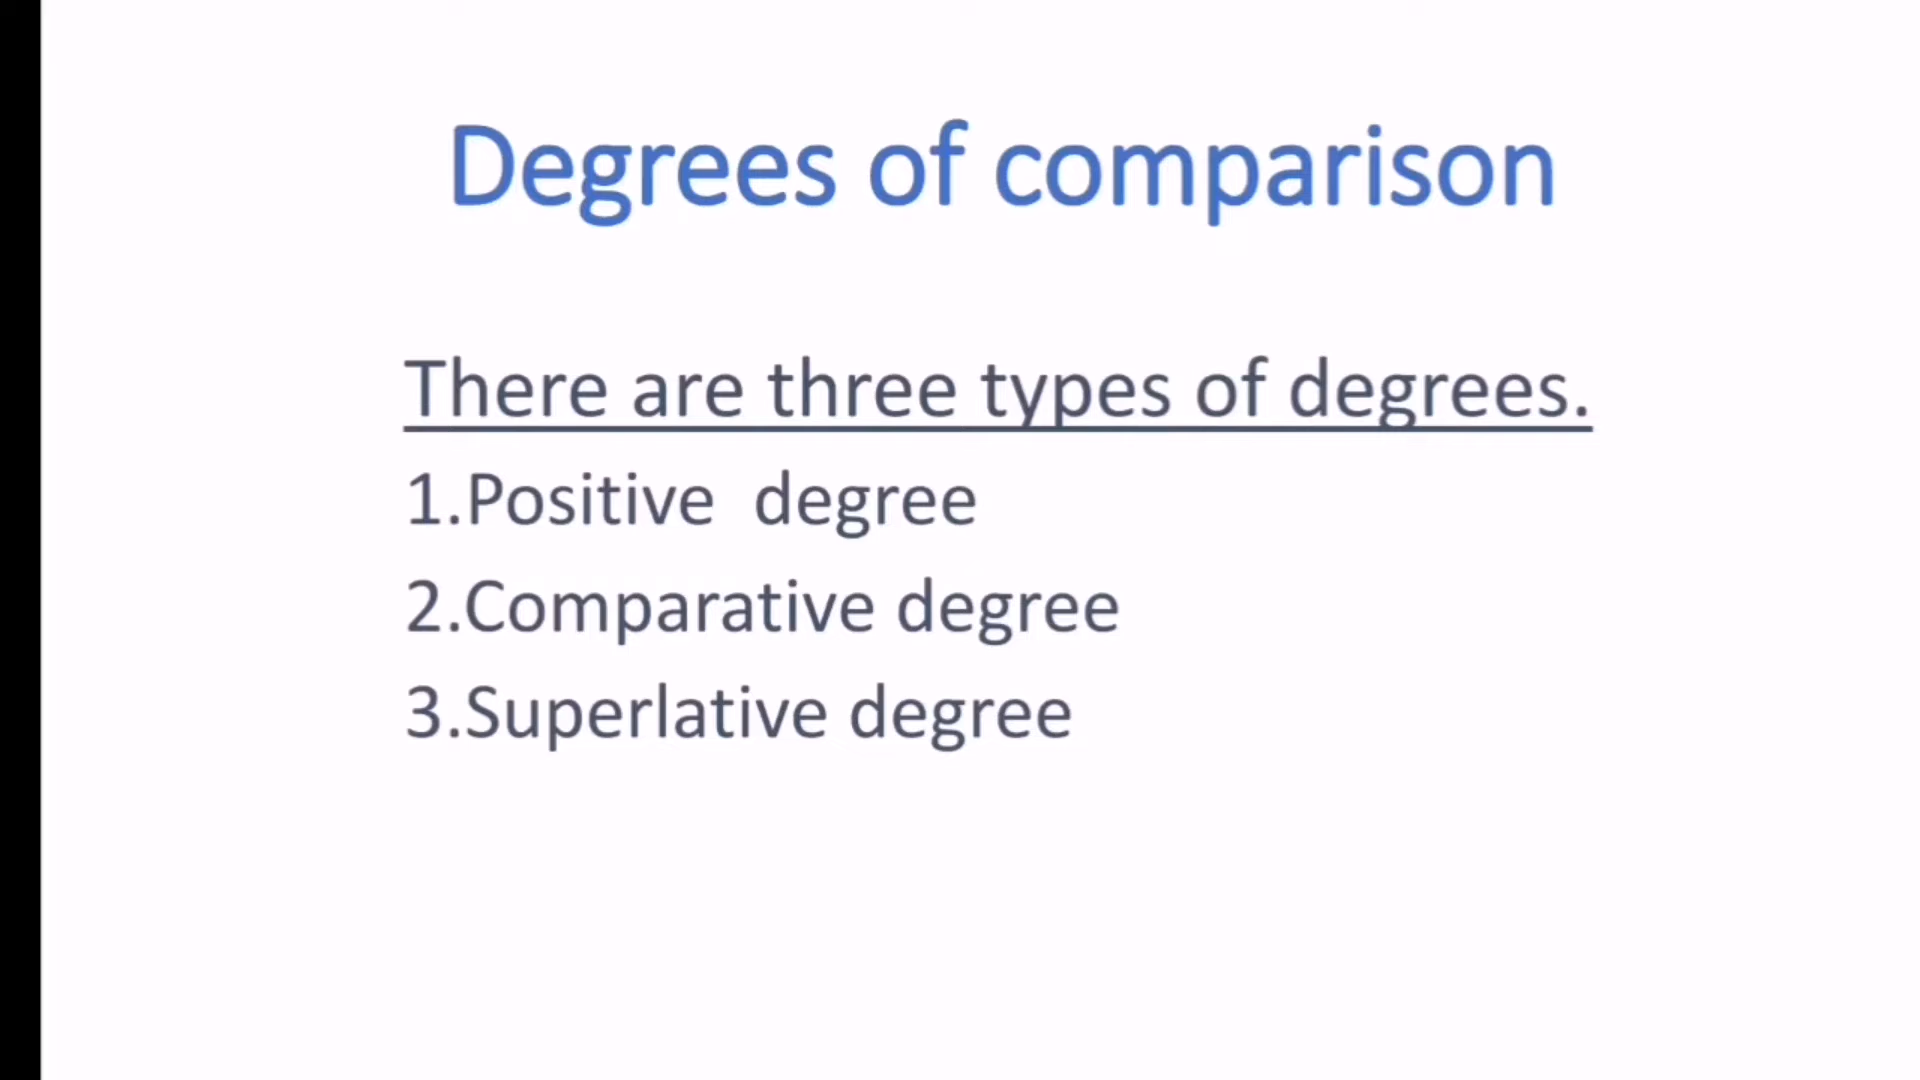 Degrees of comparison
There are three types of degrees.
1.Positive  degree
2.Comparative degree
3.Superlative degree